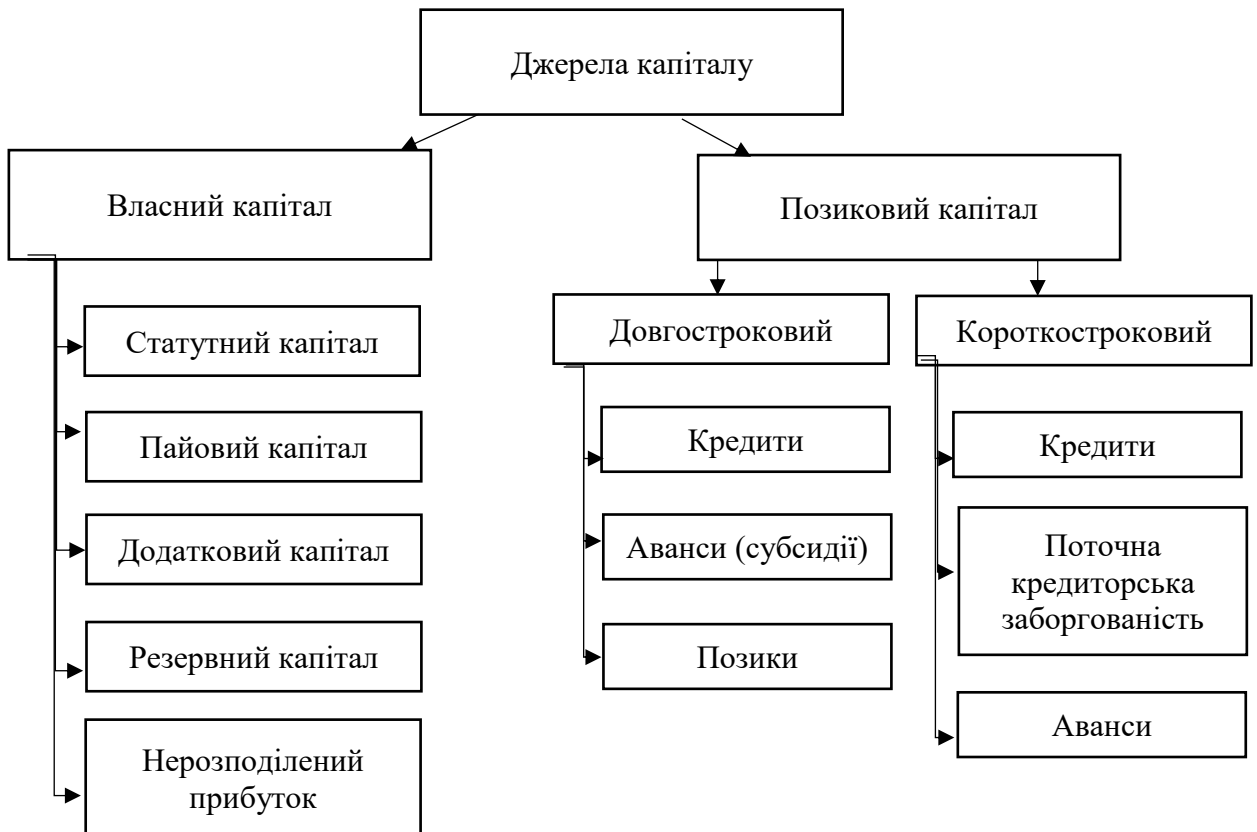 Джерела капіталу
Власний капітал
Позиковий капітал
Статутний капітал
Пайовий капітал
Додатковий капітал
Резервний капітал
Нерозподілений
прибуток
Довгостроковий
Кредити
Аванси (субсидії)
Позики
Короткостроковий
Кредити
Поточна
кредиторська
заборгованість
Аванси